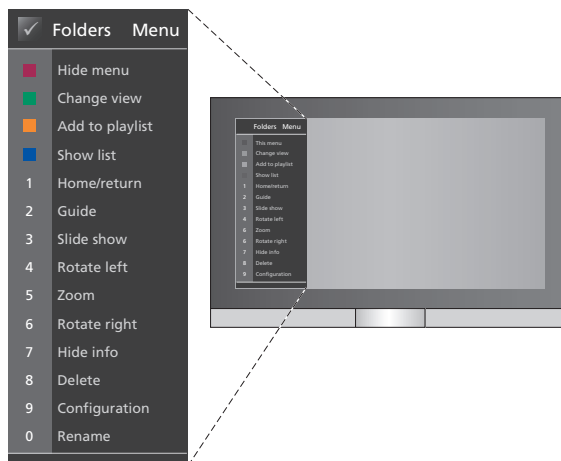 Folders Menu
Hide menu
Change view
Add to playlist
Show list
1 Home/return
2 Guide
3 Slide show
4 Rotate left
5 Zoom
6 Rotate right
7 Hide info
8 Delete
9 Configuration
0 Rename
Folders Menu
This menu
Change view
Add to playlist
Show list
1 Home/return
2 Guide
3 Slide show
4 Rotate left
6 Zoom
6 Rotate right
7 Hide info
8 Delete
9 Configuration